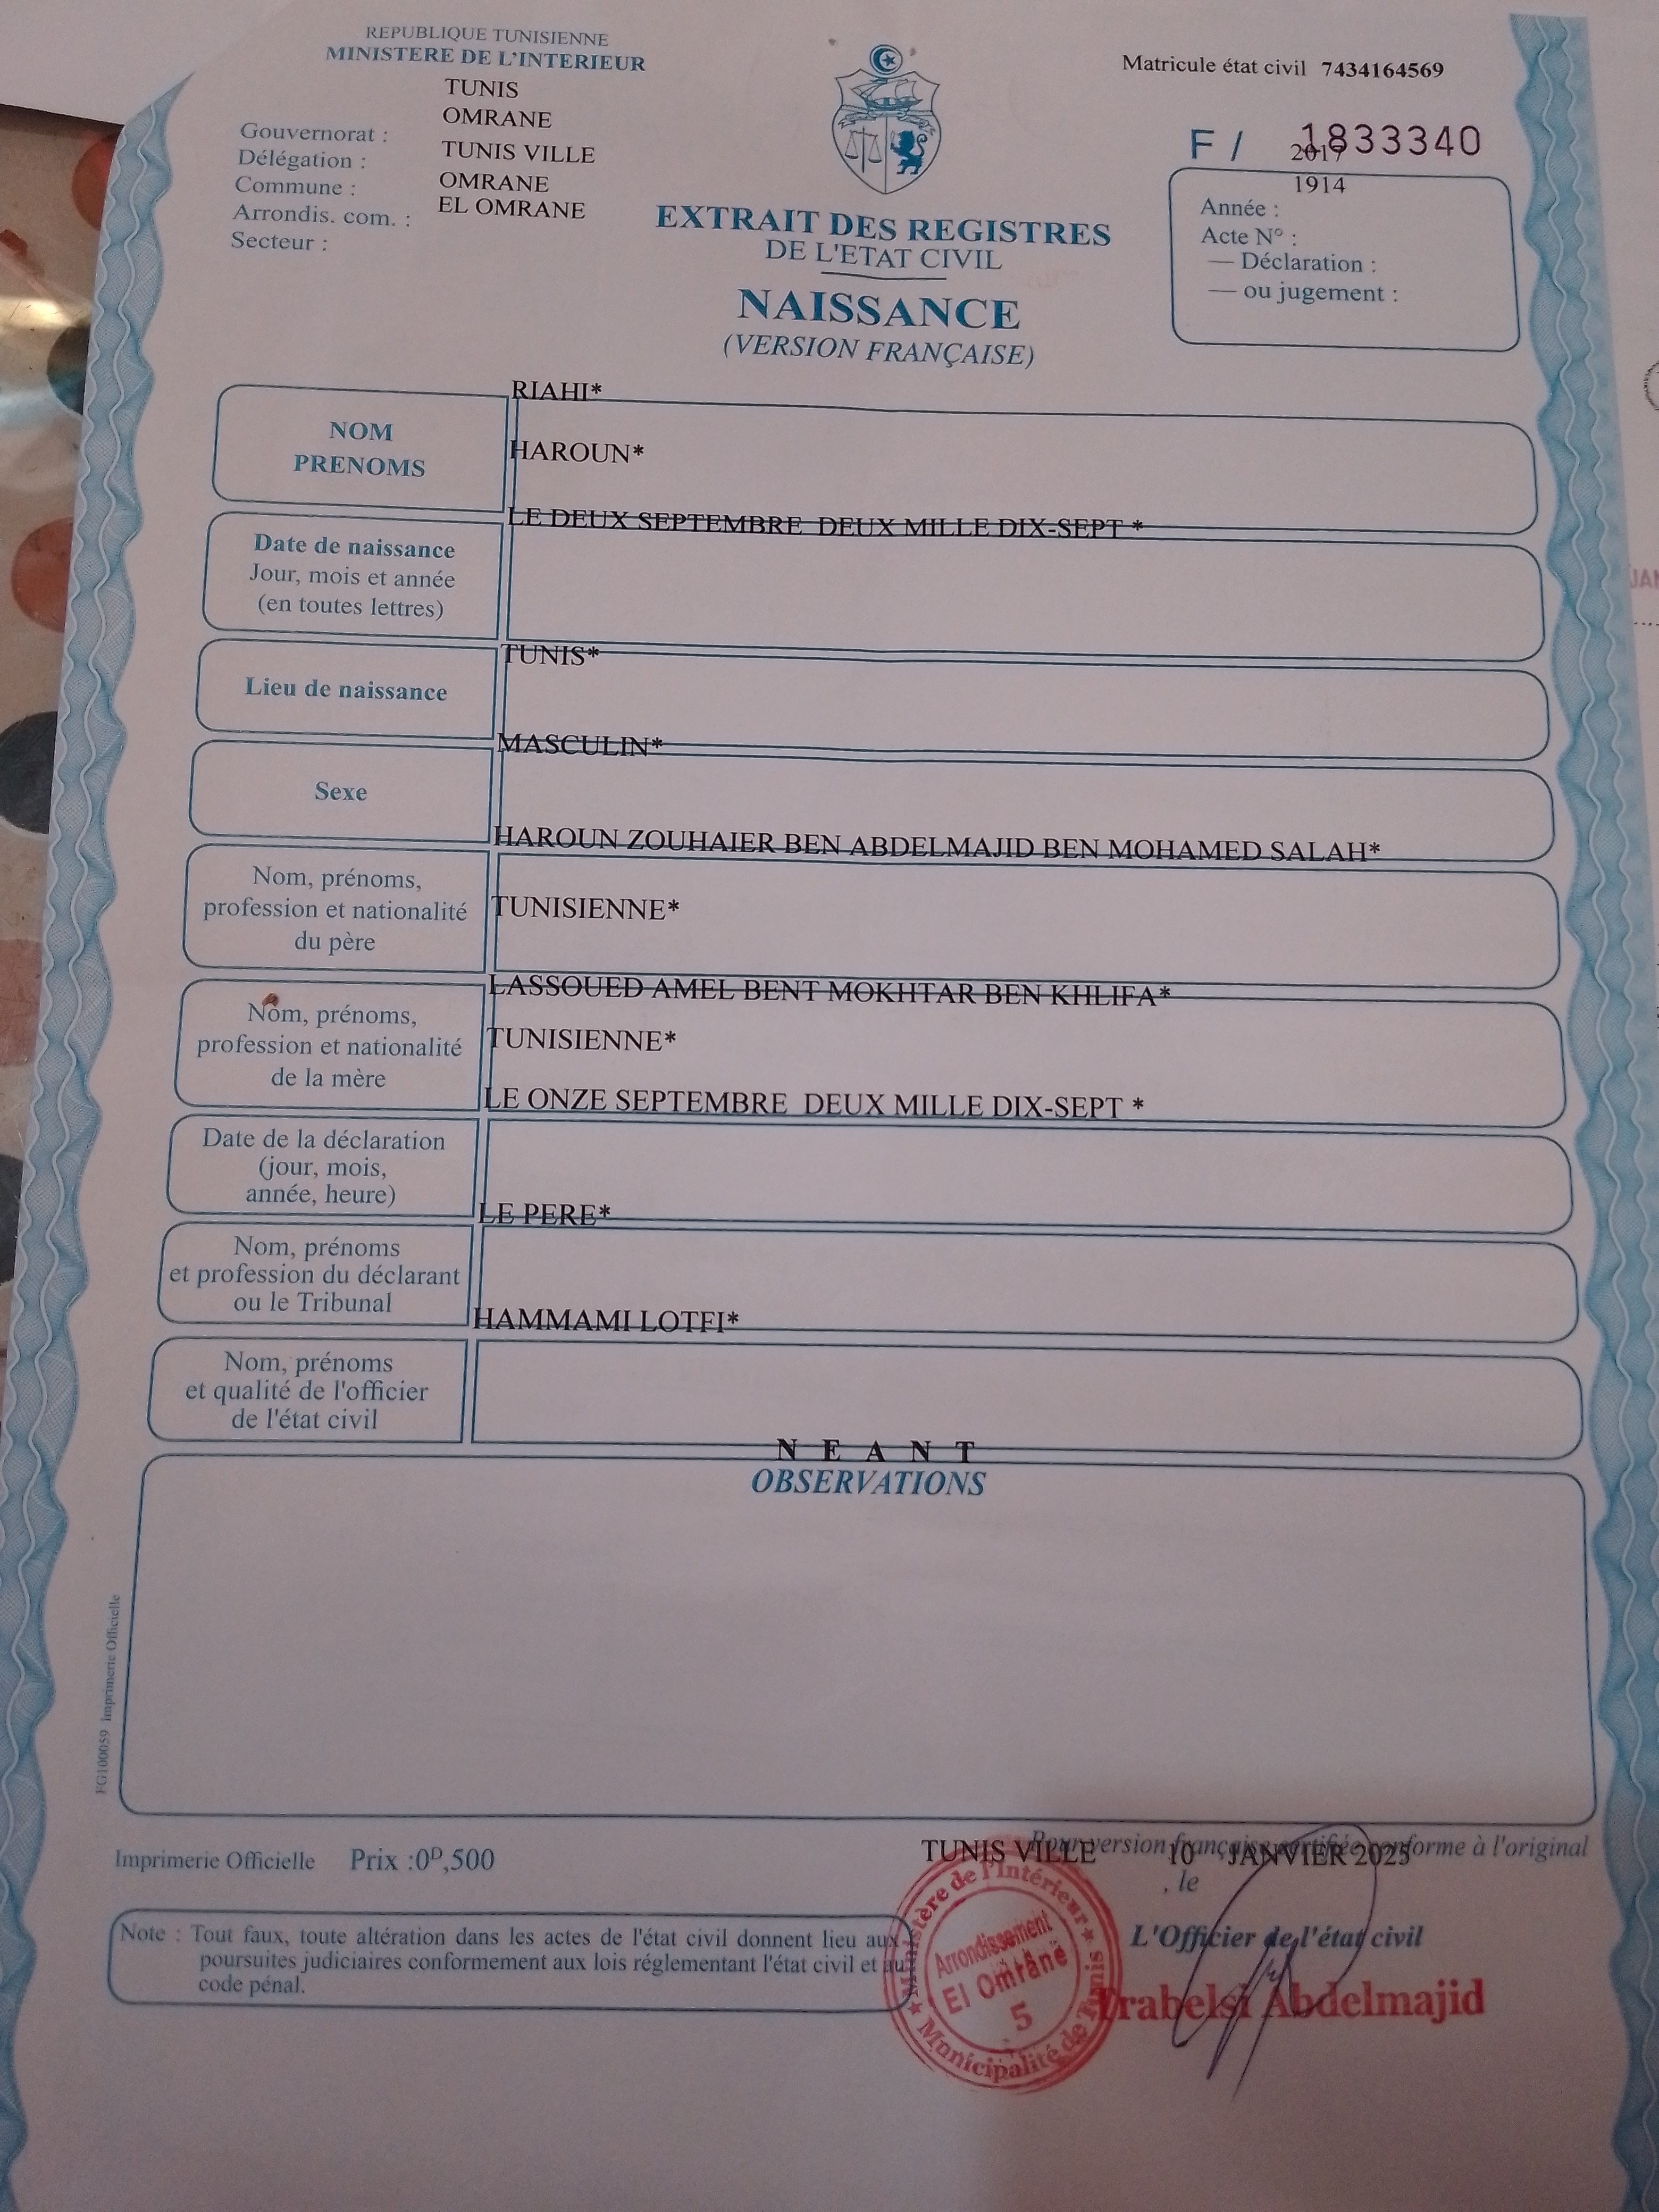 REPUBLIQUE TUNISIENNE
MINISTERE DE L'INTERIEUR
TUNIS
OMRANE
Gouvernorat :
Délégation : TUNIS VILLE
Commune : OMRANE
Arrondis. com. : EL OMRANE
Secteur :
Matricule état civil 7434164569
F / 1833340
2017
1914
Année :
Acte N° :
— Déclaration :
— ou jugement :
EXTRAIT DES REGISTRES
DE L'ETAT CIVIL
NAISSANCE
(VERSION FRANÇAISE)
RIAHI*
NOM
PRENOMS
HAROUN*
LE DEUX SEPTEMBRE DEUX MILLE DIX-SEPT *
Date de naissance
Jour, mois et année
(en toutes lettres)
TUNIS*
Lieu de naissance
MASCULIN*
Sexe
HAROUN ZOUHAIER BEN ABDELMAJID BEN MOHAMED SALAH*
Nom, prénoms,
profession et nationalité
du père
TUNISIENNE*
LASSOUED AMEL BENT MOKHTAR BEN KHLIFA*
Nom, prénoms,
profession et nationalité
de la mère
TUNISIENNE*
LE ONZE SEPTEMBRE DEUX MILLE DIX-SEPT *
Date de la déclaration
(jour, mois,
année, heure)
LE PERE*
Nom, prénoms
et profession du déclarant
ou le Tribunal
HAMMAMI LOTFI*
Nom, prénoms
et qualité de l'officier
de l'état civil
N E A N T
OBSERVATIONS
FG100059 Imprimerie Officielle
Imprimerie Officielle Prix :0ᴰ,500
Pour version française certifiée conforme à l'original
TUNIS VILLE 10 JANVIER 2025
, le
L'Officier de l'état civil
Trabelsi Abdelmajid
Ministère de l'Intérieur
Arrondissement
El Omrane
5
Municipalité de Tunis
Note : Tout faux, toute altération dans les actes de l'état civil donnent lieu aux
poursuites judiciaires conformement aux lois réglementant l'état civil et au
code pénal.